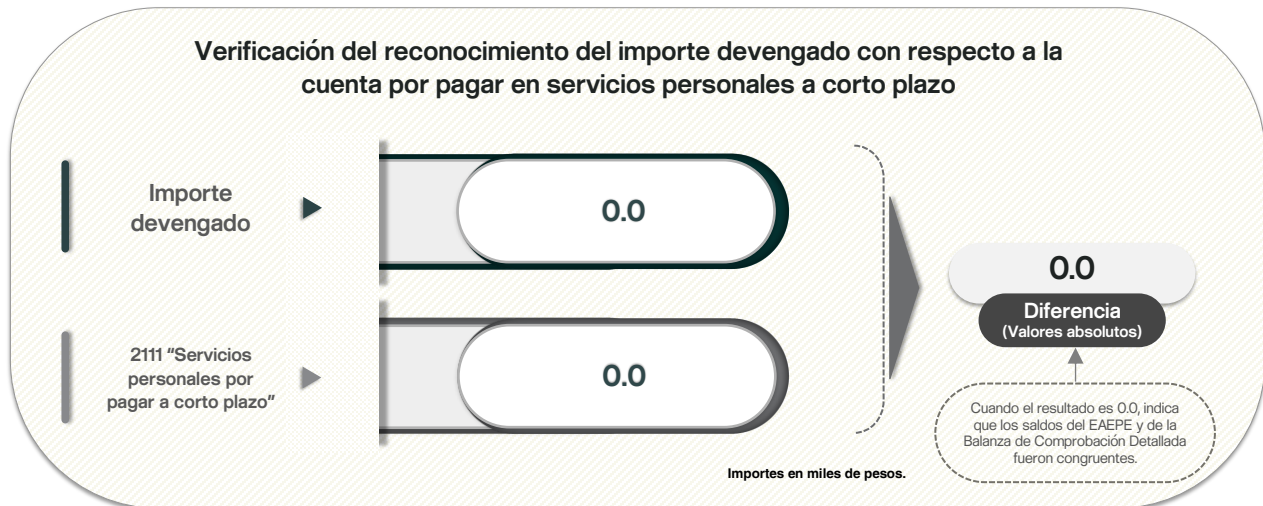 Verificación del reconocimiento del importe devengado con respecto a la
cuenta por pagar en servicios personales a corto plazo
Importe
devengado
0.0
2111 "Servicios
personales por
pagar a corto plazo"
0.0
0.0
Diferencia
(Valores absolutos)
Cuando el resultado es 0.0, indica
que los saldos del EAEPE y de la
Balanza de Comprobación Detallada
fueron congruentes.
Importes en miles de pesos.